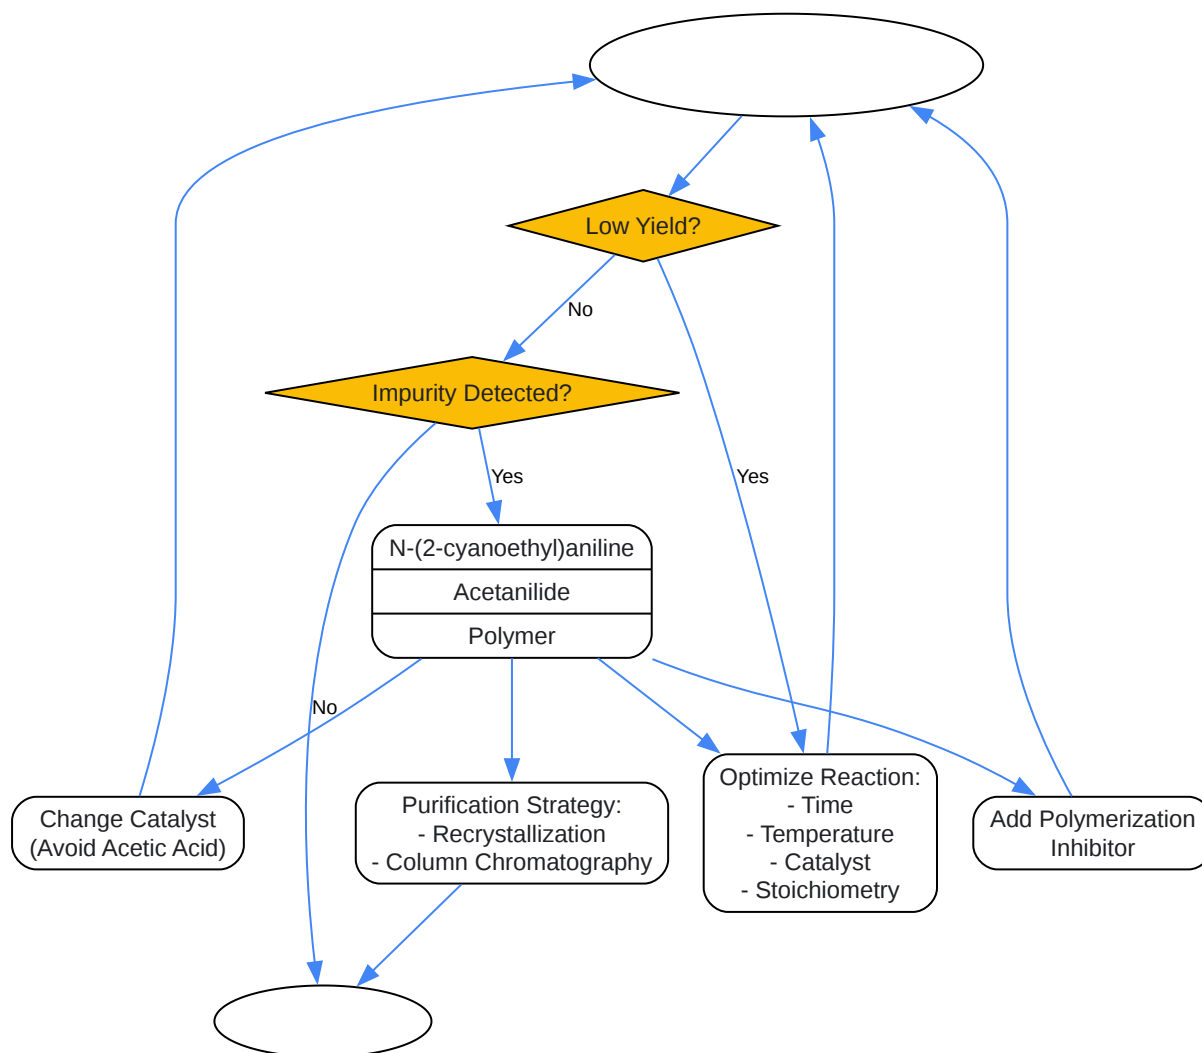 Low Yield?
No
Impurity Detected?
Yes
Yes
N-(2-cyanoethyl)aniline
Acetanilide
Polymer
No
Change Catalyst
(Avoid Acetic Acid)
Purification Strategy:
- Recrystallization
- Column Chromatography
Optimize Reaction:
- Time
- Temperature
- Catalyst
- Stoichiometry
Add Polymerization
Inhibitor